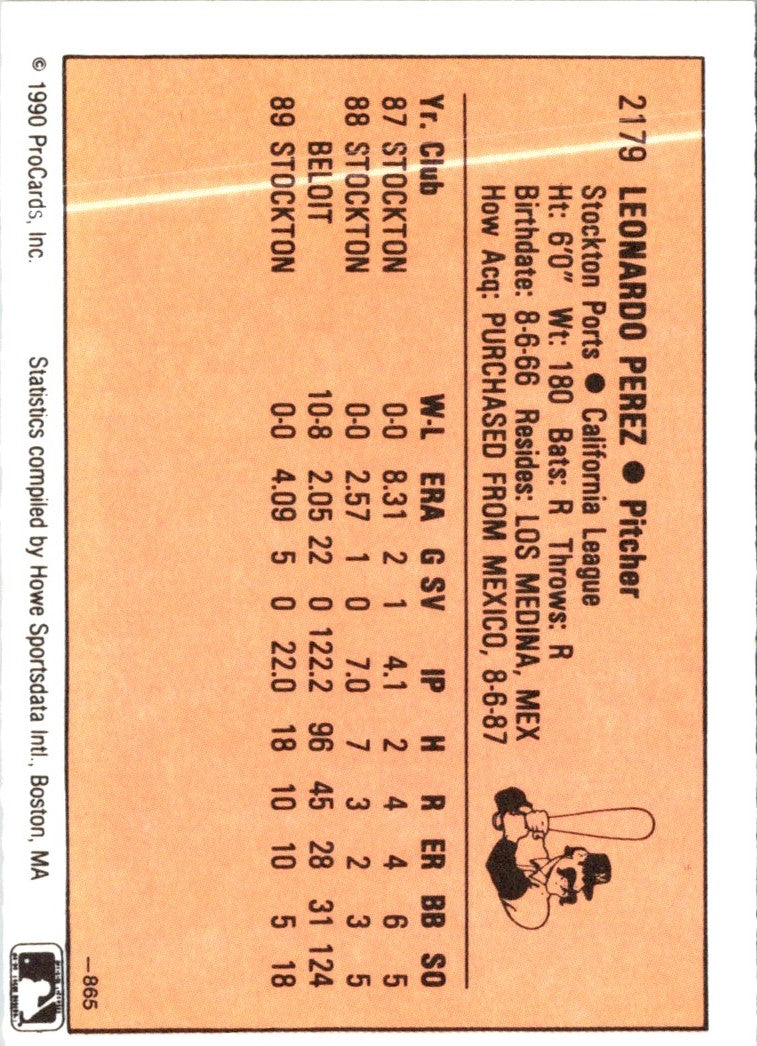 2179 LEONARDO PEREZ ● Pitcher
Stockton Ports ● California League
Ht: 6'0" Wt: 180 Bats: R Throws: R
Birthdate: 8-6-66 Resides: LOS MEDINA, MEX
How Acq: PURCHASED FROM MEXICO, 8-6-87
Yr. Club W-L ERA G SV IP H R ER BB SO
87 STOCKTON 0-0 8.31 2 1 4.1 2 4 4 6 5
88 STOCKTON 0-0 2.57 1 0 7.0 7 3 2 3 5
BELOIT 10-8 2.05 22 0 122.2 96 45 28 31 124
89 STOCKTON 0-0 4.09 5 0 22.0 18 10 10 5 18
—865
© 1990 ProCards, Inc. Statistics compiled by Howe Sportsdata Intl., Boston, MA